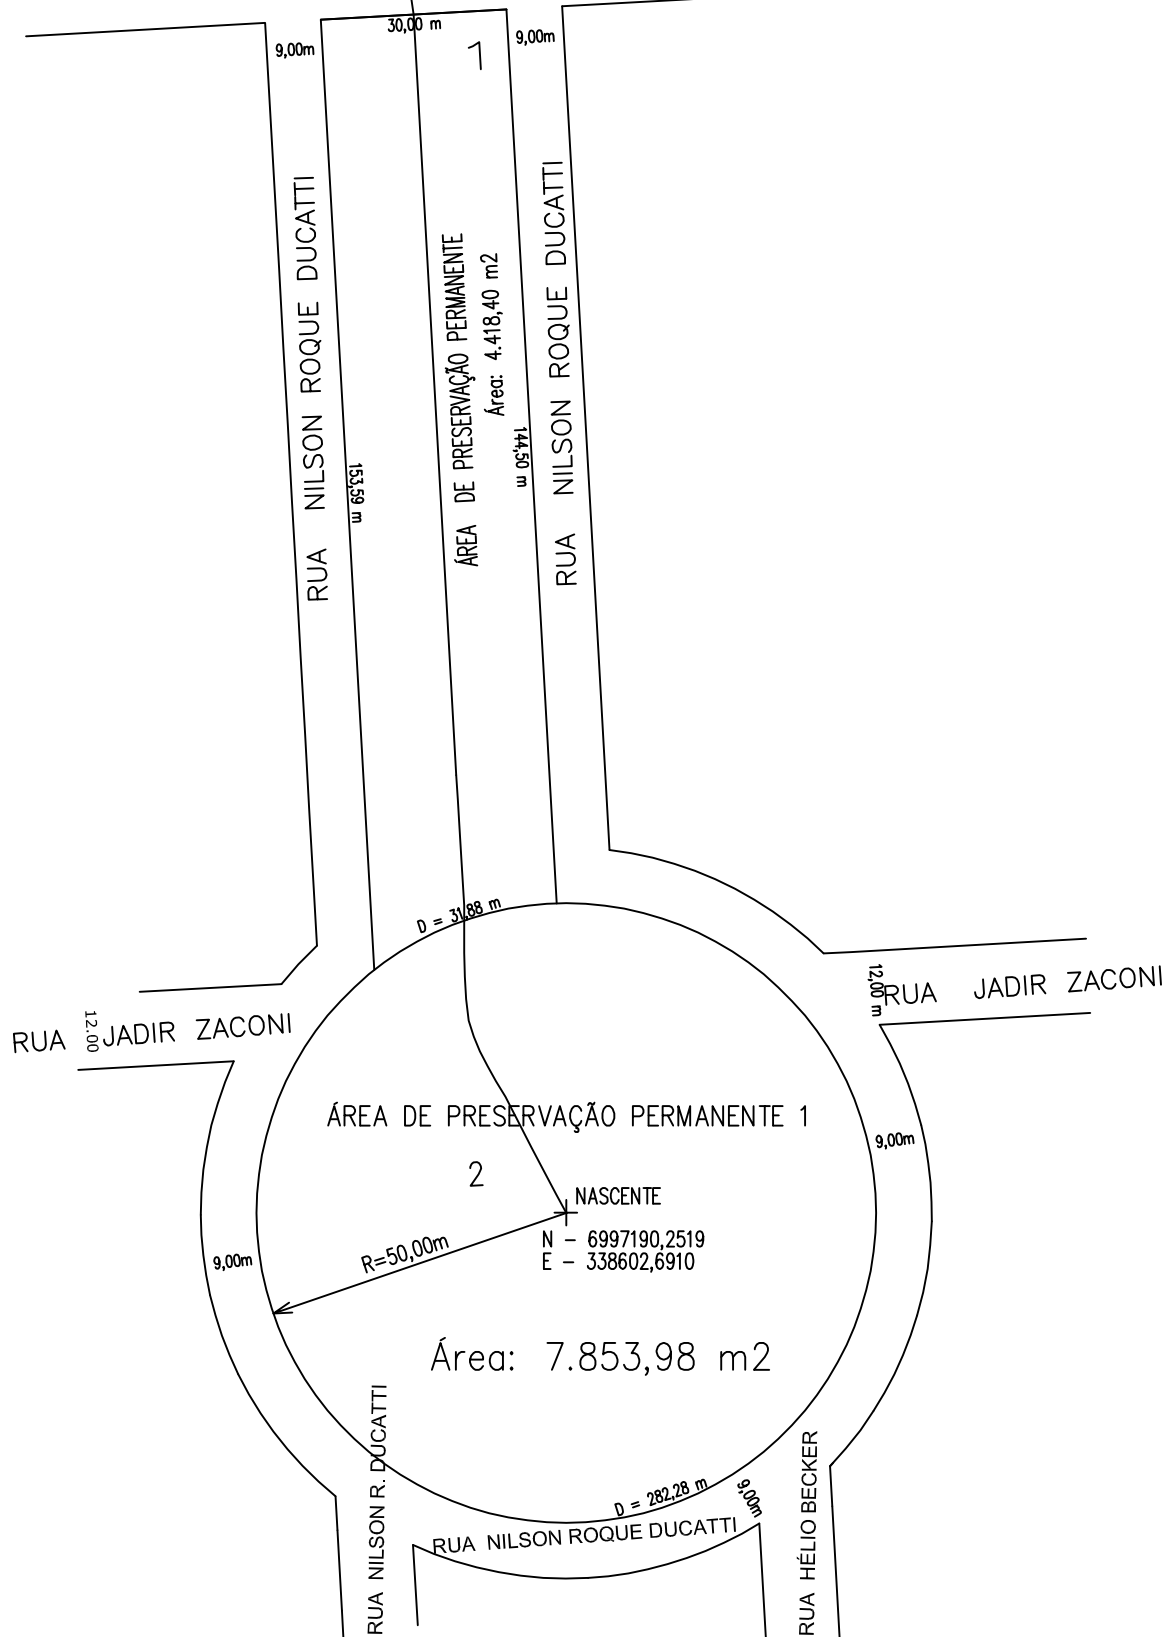 30,00 m
9,00m
9,00m
1
RUA NILSON ROQUE DUCATTI
RUA NILSON ROQUE DUCATTI
ÁREA DE PRESERVAÇÃO PERMANENTE
Área: 4.418,40 m2
153,59 m
144,50 m
D = 31,88 m
12,00 m
RUA JADIR ZACONI
RUA JADIR ZACONI
12.00
ÁREA DE PRESERVAÇÃO PERMANENTE 1
9,00m
2
NASCENTE
N - 6997190,2519
E - 338602,6910
R=50,00m
9,00m
Área: 7.853,98 m2
RUA NILSON R. DUCATTI
D = 282,28 m
9,00m
RUA NILSON ROQUE DUCATTI
RUA HÉLIO BECKER